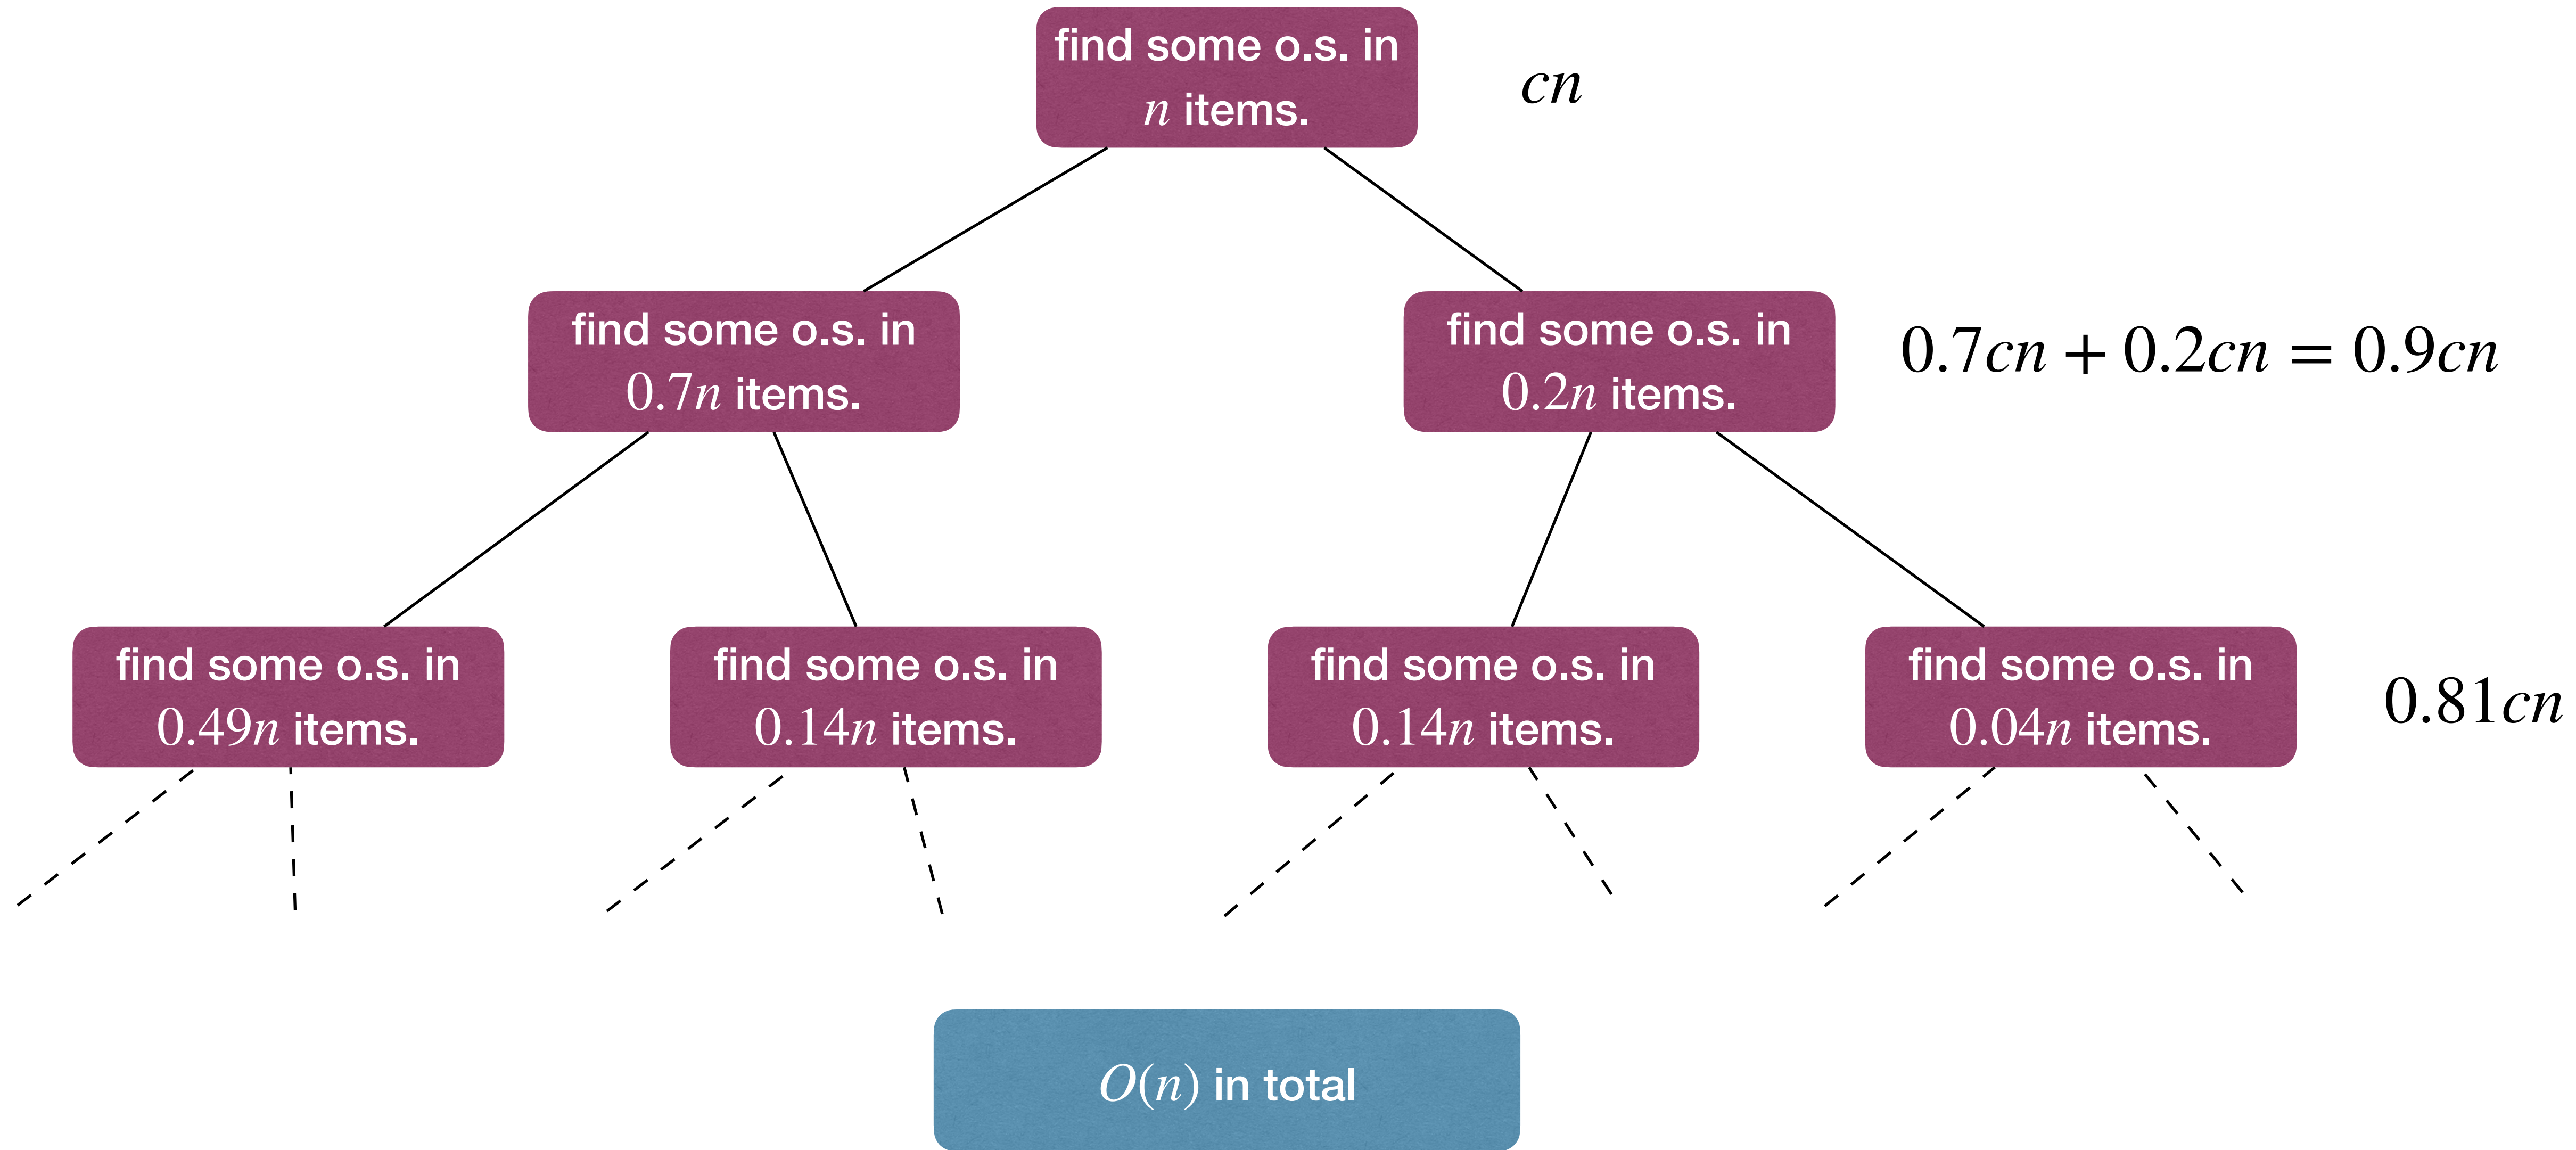 find some o.s. in
n items.
cn
find some o.s. in
0.7n items.
find some o.s. in
0.2n items.
0.7cn + 0.2cn = 0.9cn
find some o.s. in
0.49n items.
find some o.s. in
0.14n items.
find some o.s. in
0.14n items.
find some o.s. in
0.04n items.
0.81cn
O(n) in total